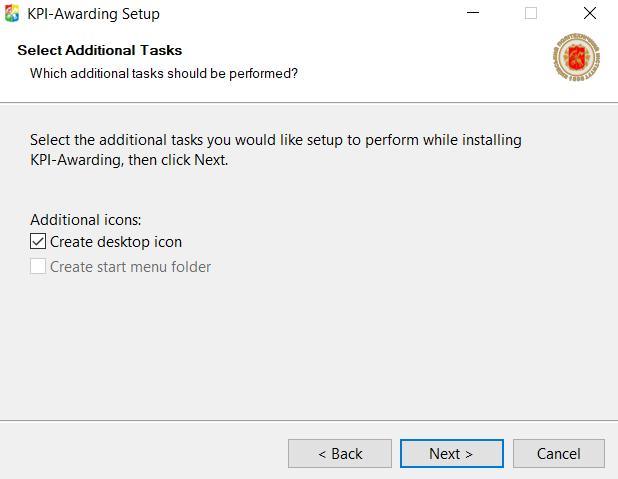 KPI-Awarding Setup
Select Additional Tasks
Which additional tasks should be performed?
Select the additional tasks you would like setup to perform while installing
KPI-Awarding, then click Next.
Additional icons:
Create desktop icon
Create start menu folder
< Back
Next >
Cancel